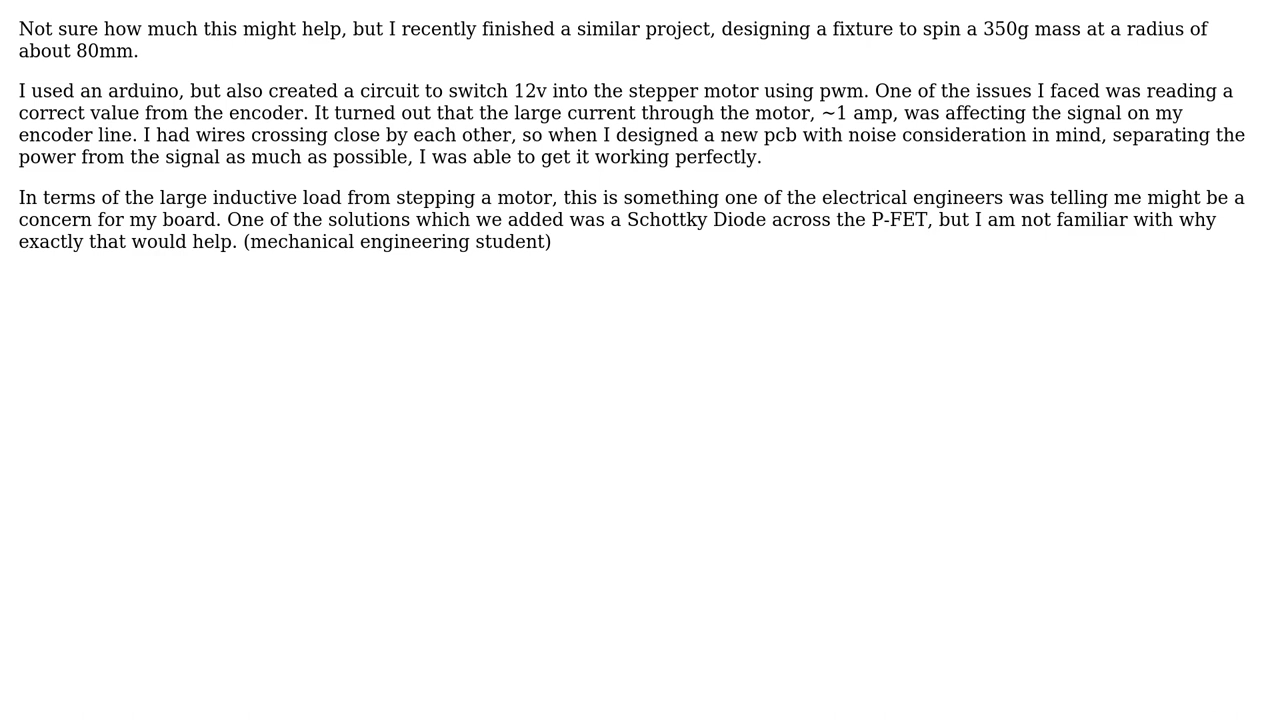 Not sure how much this might help, but I recently finished a similar project, designing a fixture to spin a 350g mass at a radius of
about 80mm.
I used an arduino, but also created a circuit to switch 12v into the stepper motor using pwm. One of the issues I faced was reading a
correct value from the encoder. It turned out that the large current through the motor, ~1 amp, was affecting the signal on my
encoder line. I had wires crossing close by each other, so when I designed a new pcb with noise consideration in mind, separating the
power from the signal as much as possible, I was able to get it working perfectly.
In terms of the large inductive load from stepping a motor, this is something one of the electrical engineers was telling me might be a
concern for my board. One of the solutions which we added was a Schottky Diode across the P-FET, but I am not familiar with why
exactly that would help. (mechanical engineering student)